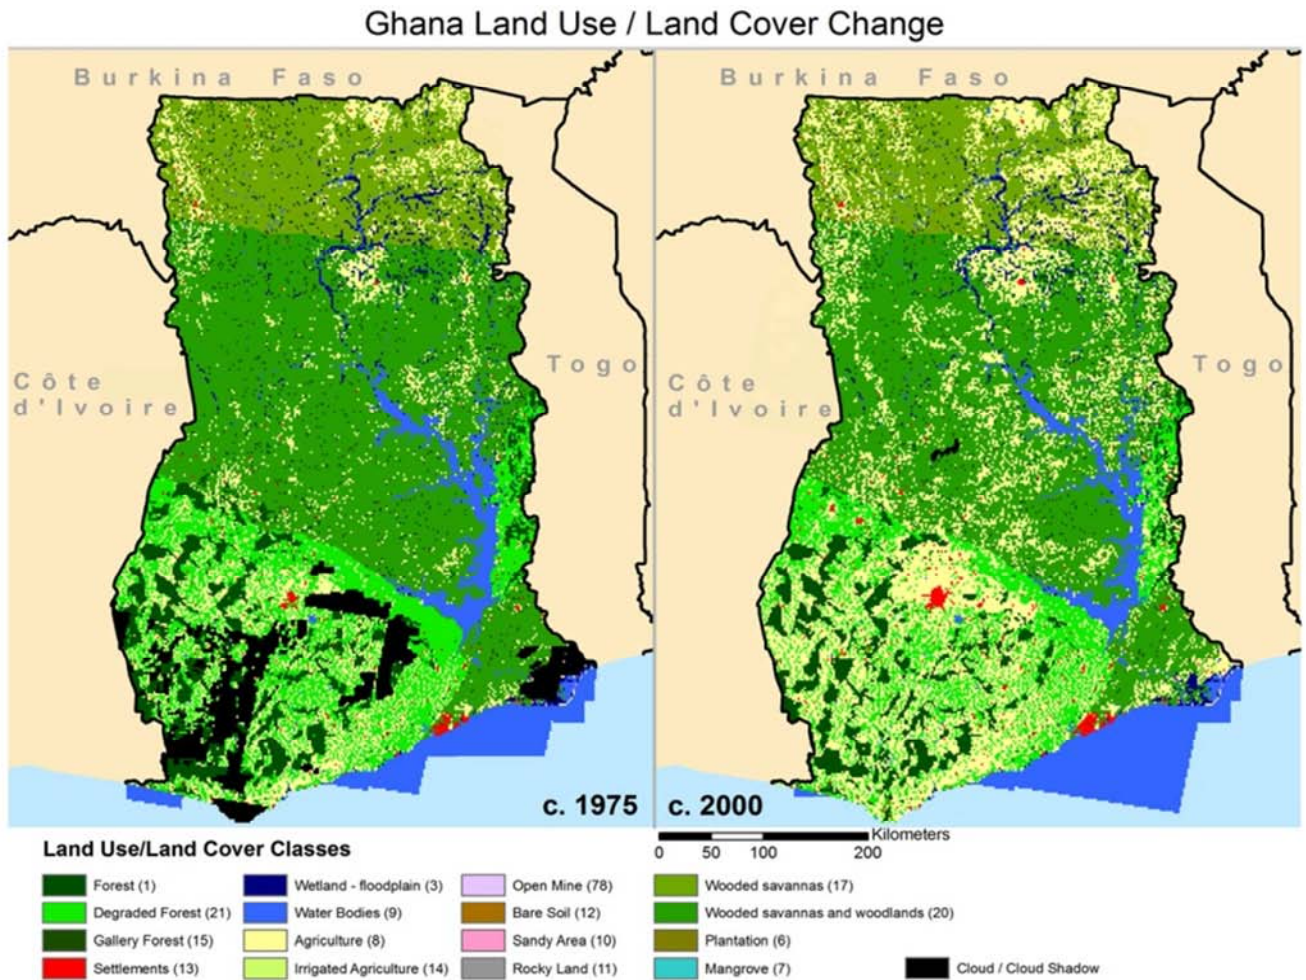 Ghana Land Use / Land Cover Change
Burkina Faso
Burkina Faso
Togo
Togo
Côte
d'Ivoire
Côte
d'Ivoire
c. 1975
c. 2000
Kilometers
0 50 100 200
Land Use/Land Cover Classes
Forest (1)
Degraded Forest (21)
Gallery Forest (15)
Settlements (13)
Wetland - floodplain (3)
Water Bodies (9)
Agriculture (8)
Irrigated Agriculture (14)
Open Mine (78)
Bare Soil (12)
Sandy Area (10)
Rocky Land (11)
Wooded savannas (17)
Wooded savannas and woodlands (20)
Plantation (6)
Mangrove (7)
Cloud / Cloud Shadow